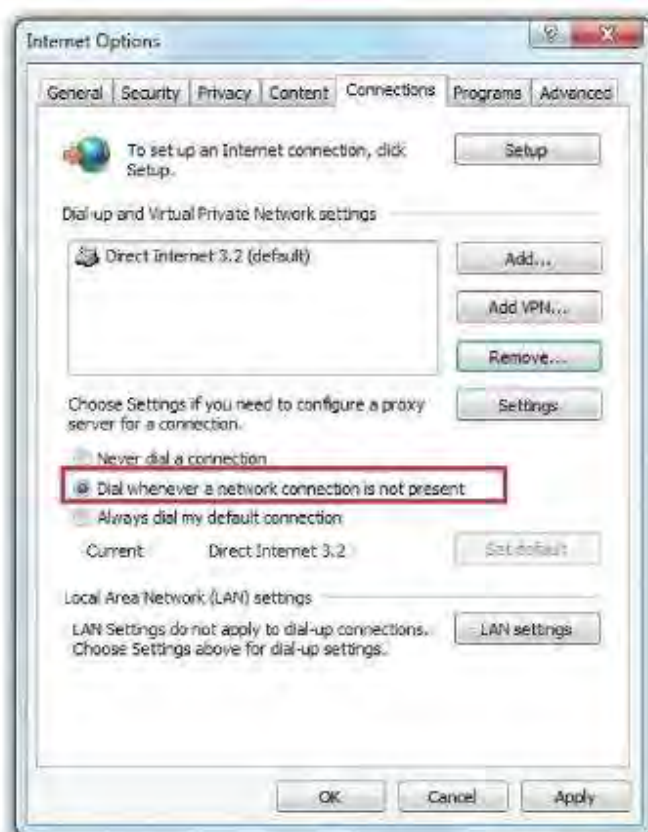 Internet Options
General Security Privacy Content Connections Programs Advanced
To set up an Internet connection, click
Setup.
Setup
Dial-up and Virtual Private Network settings
Direct Internet 3.2 (default)
Add...
Add VPN...
Remove...
Choose Settings if you need to configure a proxy
server for a connection.
Settings
Never dial a connection
Dial whenever a network connection is not present
Always dial my default connection
Current Direct Internet 3.2
Set default
Local Area Network (LAN) settings
LAN Settings do not apply to dial-up connections.
Choose Settings above for dial-up settings.
LAN settings
OK Cancel Apply